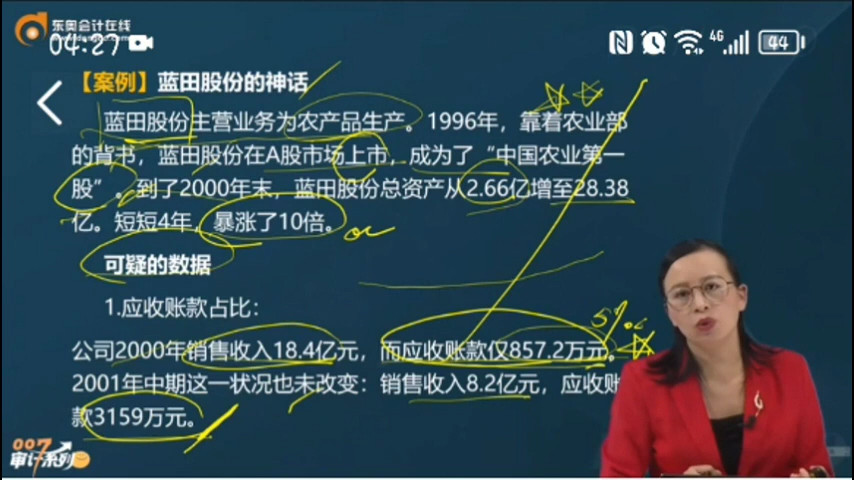 东奥会计在线
04:27
4G
44
【案例】蓝田股份的神话
蓝田股份主营业务为农产品生产。1996年，靠着农业部
的背书，蓝田股份在A股市场上市，成为了“中国农业第一
股”。到了2000年末，蓝田股份总资产从2.66亿增至28.38
亿。短短4年，暴涨了10倍。
可疑的数据
1.应收账款占比：
5%
公司2000年销售收入18.4亿元，而应收账款仅857.2万元。
2001年中期这一状况也未改变：销售收入8.2亿元，应收账
款3159万元。
007
审计系列